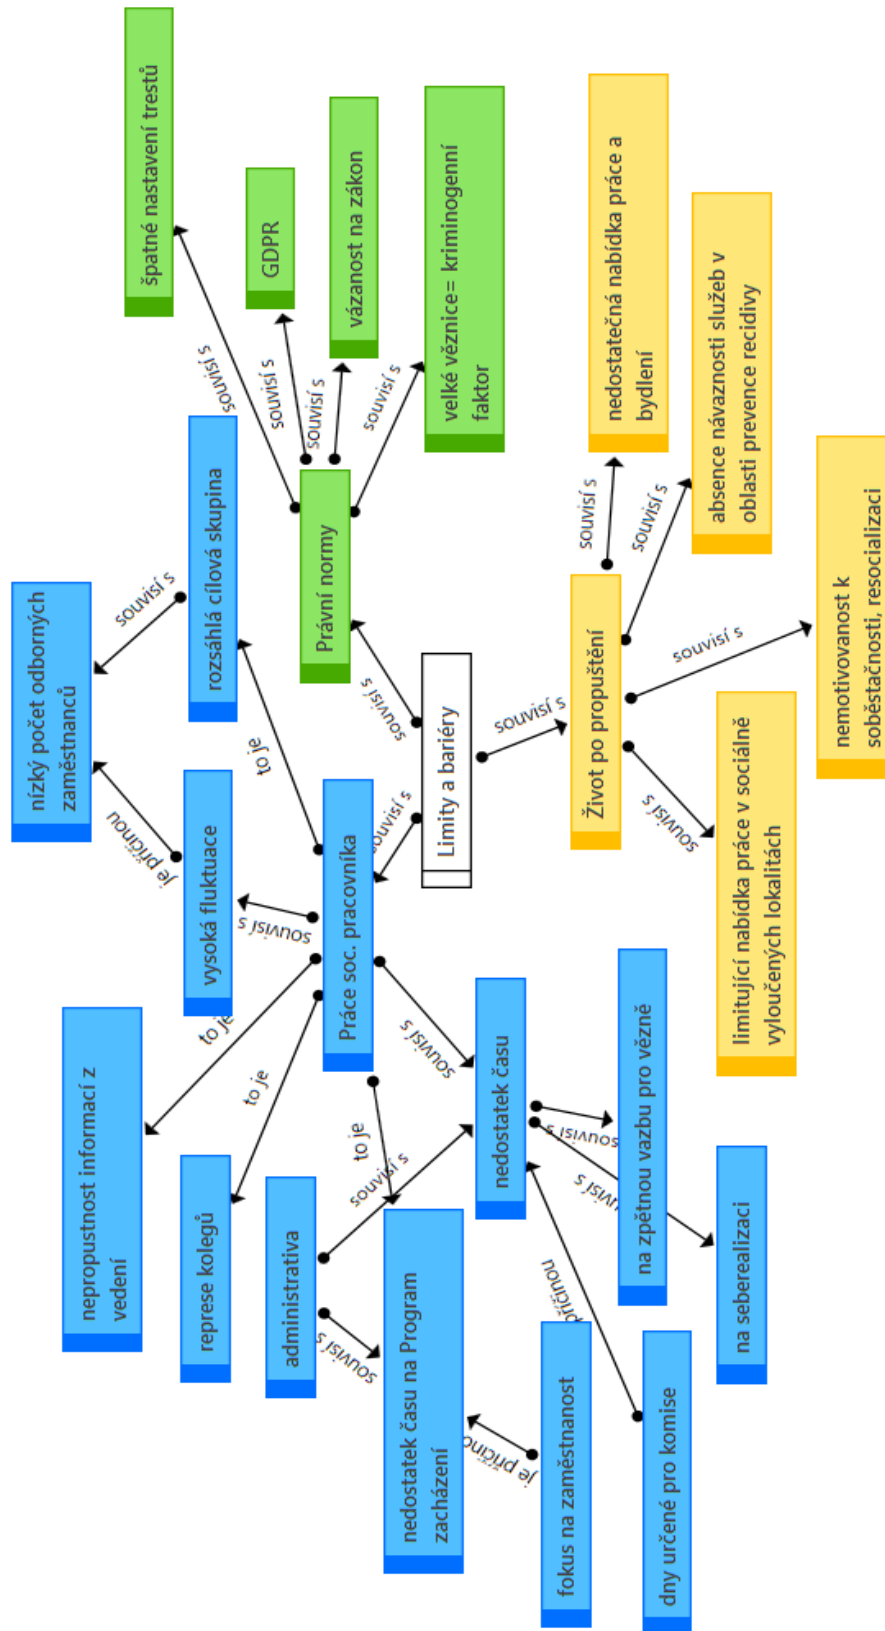 nízký počet odborných
zaměstnanců
nepropustnost informací z
vedení
špatné nastavení trestů
je příčinou
souvisí s
represe kolegů
vysoká fluktuace
rozsáhlá cílová skupina
souvisí s
to je
to je
souvisí s
to je
GDPR
souvisí s
administrativa
Práce soc. pracovníka
Právní normy
souvisí s
vázanost na zákon
souvisí s
to je
souvisí s
souvisí s
souvisí s
souvisí s
nedostatek času na Program
zacházení
souvisí s
Limity a bariéry
velké věznice= kriminogenní
faktor
je příčino
nedostatek času
souvisí s
fokus na zaměstnanost
příčinou
souvisí s
uvisí s
Život po propuštění
souvisí s
nedostatečná nabídka práce a
bydlení
dny určené pro komise
na zpětnou vazbu pro vězně
souvisí s
souvisí s
souvisí s
na seberealizaci
limitující nabídka práce v sociálně
vyloučených lokalitách
absence návaznosti služeb v
oblasti prevence recidivy
nemotivovanost k
soběstačnosti, resocializaci